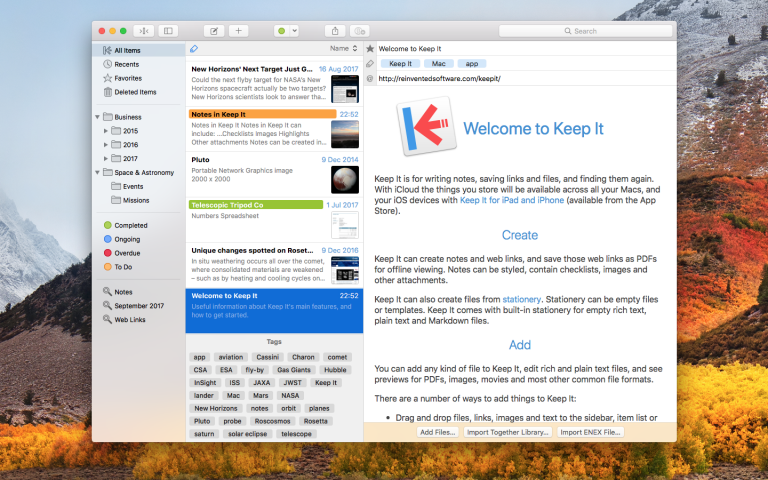 Search
All Items
Recents
Favorites
Deleted Items
Business
2015
2016
2017
Space & Astronomy
Events
Missions
Completed
Ongoing
Overdue
To Do
Notes
September 2017
Web Links
Name
New Horizons' Next Target Just G... 16 Aug 2017
Could the next flyby target for NASA's New
Horizons spacecraft actually be two targets?
New Horizons scientists look to answer tha...
Notes in Keep It 22:52
Notes in Keep It Notes in Keep It can
include: ...Checklists Images Highlights
Other attachments Notes can be created in...
Pluto 9 Dec 2014
Portable Network Graphics image
2000 x 2000
Telescopic Tripod Co 1 Jul 2017
Numbers Spreadsheet
Unique changes spotted on Roset... 9 Dec 2016
In situ weathering occurs all over the comet,
where consolidated materials are weakened
– such as by heating and cooling cycles on...
Welcome to Keep It 22:52
Useful information about Keep It's main features, and
how to get started.
Tags
app aviation Cassini Charon comet
CSA ESA fly-by Gas Giants Hubble
InSight ISS JAXA JWST Keep It
lander Mac Mars NASA
New Horizons notes orbit planes
Pluto probe Roscosmos Rosetta
saturn solar eclipse telescope
Welcome to Keep It
Keep It Mac app
http://reinventedsoftware.com/keepit/
Welcome to Keep It
Keep It is for writing notes, saving links and files, and finding them again.
With iCloud the things you store will be available across all your Macs, and
your iOS devices with Keep It for iPad and iPhone (available from the App
Store).
Create
Keep It can create notes and web links, and save those web links as PDFs
for offline viewing. Notes can be styled, contain checklists, images and
other attachments.
Keep It can also create files from stationery. Stationery can be empty files
or templates. Keep It comes with built-in stationery for empty rich text,
plain text and Markdown files.
Add
You can add any kind of file to Keep It, edit rich and plain text files, and see
previews for PDFs, images, movies and most other common file formats.
There are a number of ways to add things to Keep It:
• Drag and drop files, links, images and text to the sidebar, item list or
Add Files... Import Together Library... Import ENEX File...